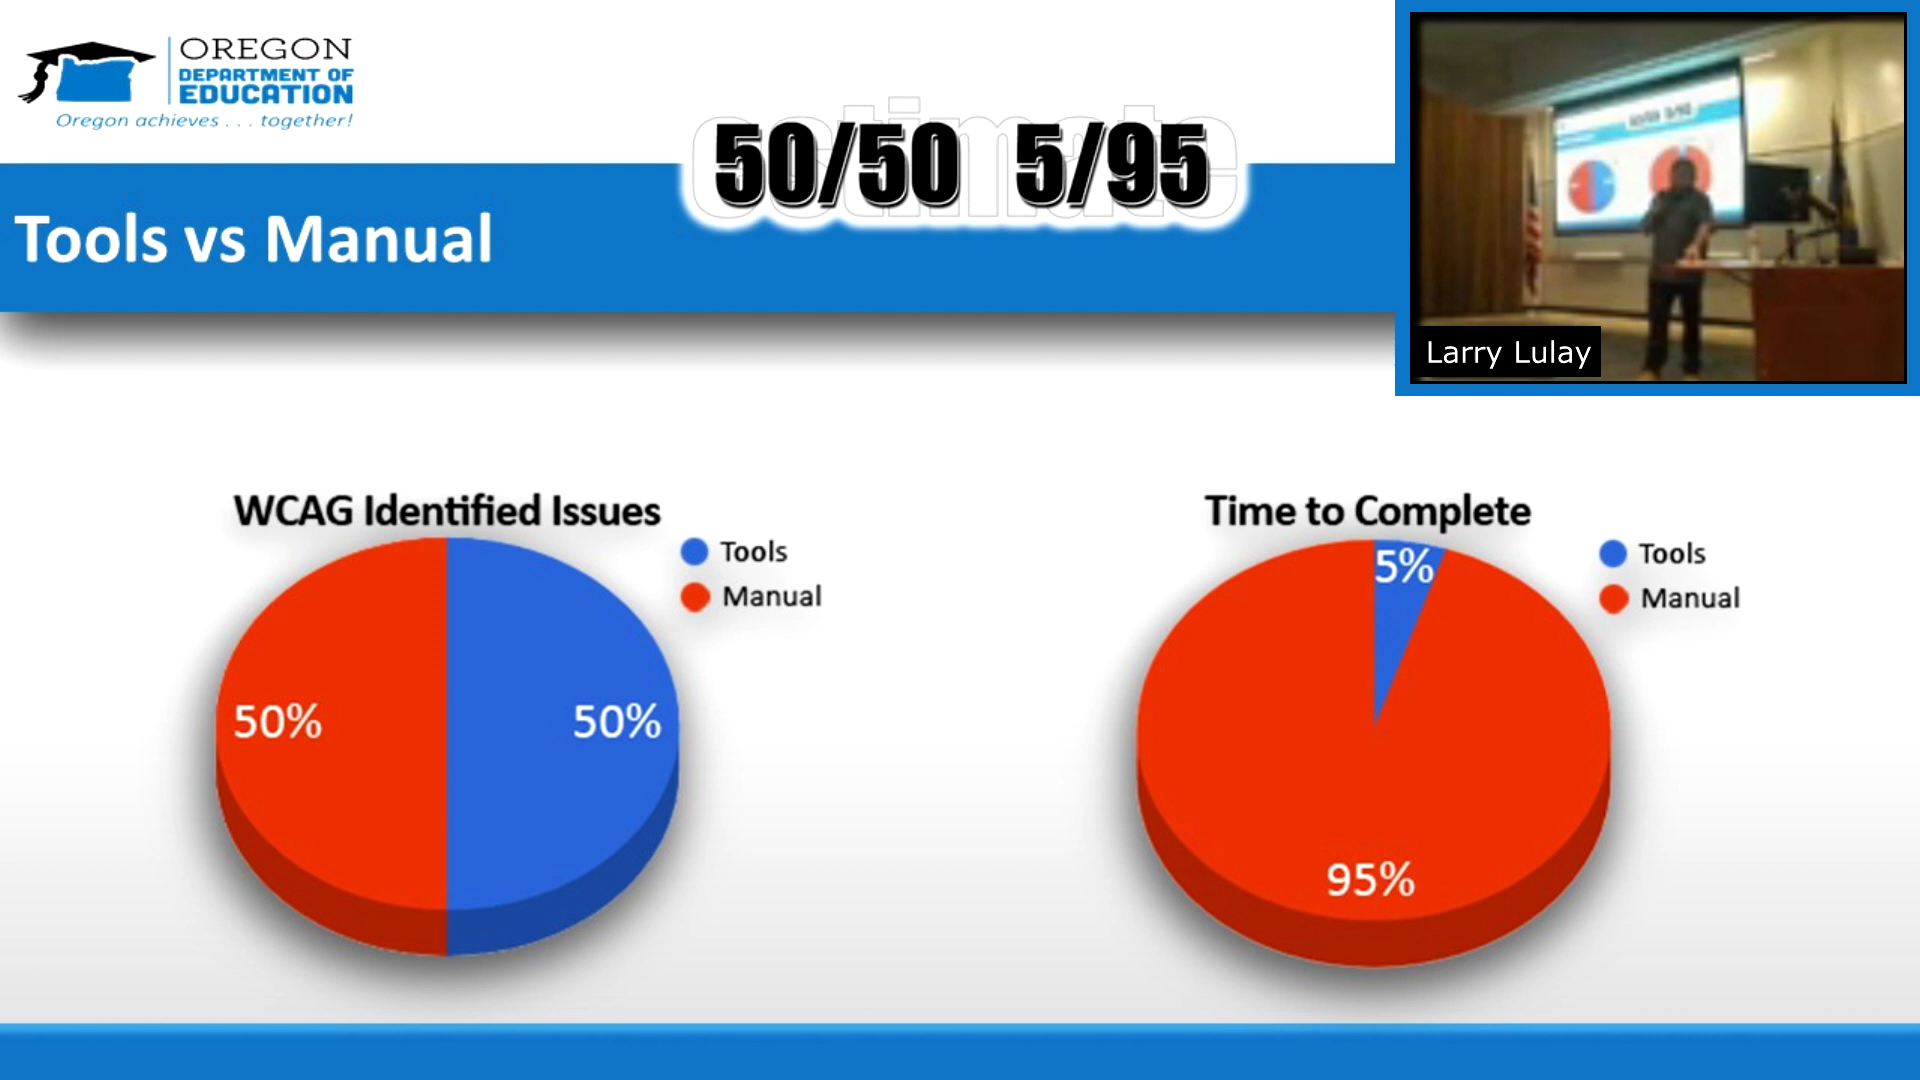 OREGON
DEPARTMENT OF
EDUCATION
Oregon achieves . . . together!
estimate
50/50 5/95
Tools vs Manual
Larry Lulay
WCAG Identified Issues
Tools
Manual
50%
50%
Time to Complete
Tools
Manual
5%
95%